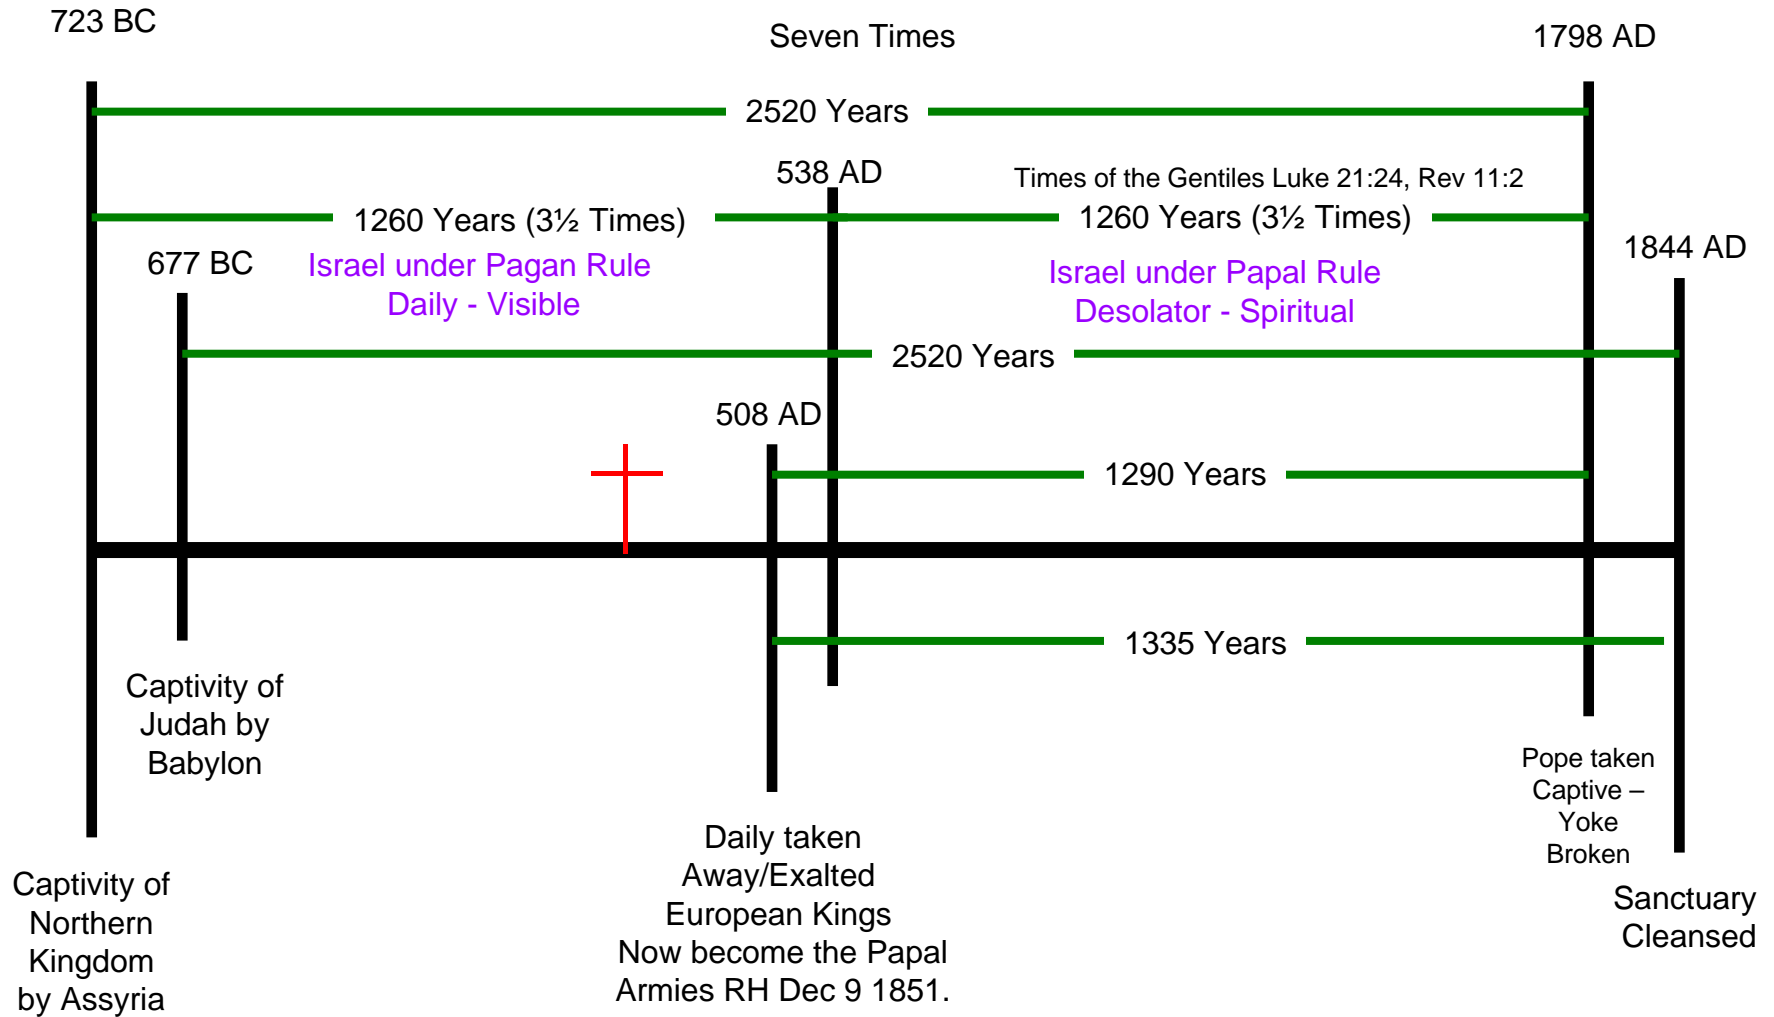 723 BC
Seven Times
1798 AD
2520 Years
538 AD
Times of the Gentiles Luke 21:24, Rev 11:2
1260 Years (3½ Times)
1260 Years (3½ Times)
677 BC
Israel under Pagan Rule
Daily - Visible
Israel under Papal Rule
Desolator - Spiritual
1844 AD
2520 Years
508 AD
1290 Years
1335 Years
Captivity of
Judah by
Babylon
Pope taken
Captive –
Yoke
Broken
Daily taken
Away/Exalted
European Kings
Now become the Papal
Armies RH Dec 9 1851.
Captivity of
Northern
Kingdom
by Assyria
Sanctuary
Cleansed